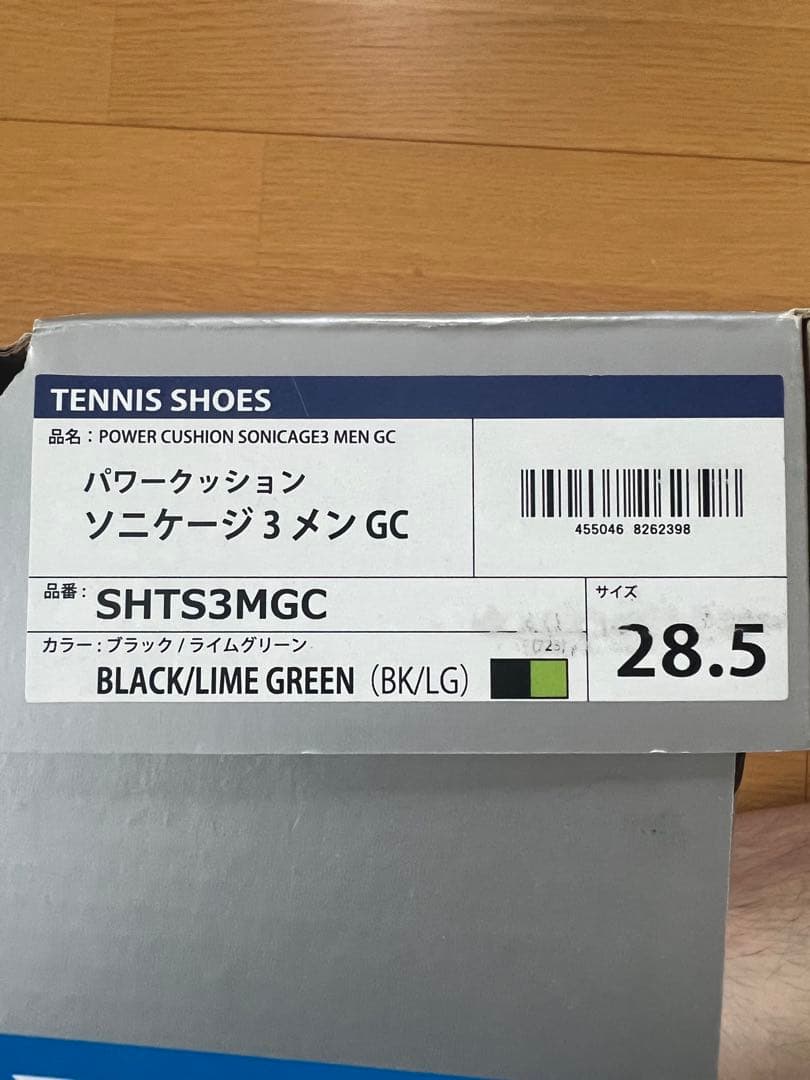 TENNIS SHOES
品名：POWER CUSHION SONICAGE3 MEN GC
パワークッション
ソニケージ 3 メン GC
455046 8262398
品番：
SHTS3MGC
カラー：ブラック / ライムグリーン
(723)
BLACK/LIME GREEN（BK/LG）
サイズ
28.5